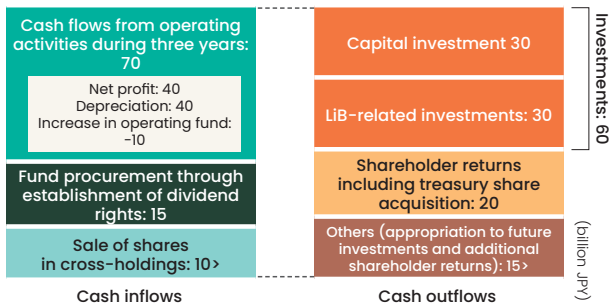 Cash flows from operating
activities during three years:
70
Net profit: 40
Depreciation: 40
Increase in operating fund:
-10
Fund procurement through
establishment of dividend
rights: 15
Sale of shares
in cross-holdings: 10>
Cash inflows
Capital investment 30
LiB-related investments: 30
Investments: 60
Shareholder returns
including treasury share
acquisition: 20
Others (appropriation to future
investments and additional
shareholder returns): 15>
(billion JPY)
Cash outflows